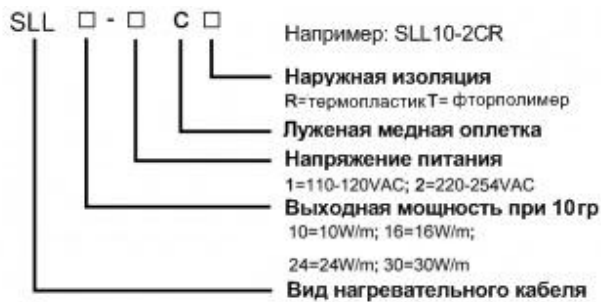 SLL □ - □ C □
Например: SLL10-2CR
Наружная изоляция
R=термопластик T= фторполимер
Луженая медная оплетка
Напряжение питания
1=110-120VAC; 2=220-254VAC
Выходная мощность при 10гр
10=10W/m; 16=16W/m;
24=24W/m; 30=30W/m
Вид нагревательного кабеля